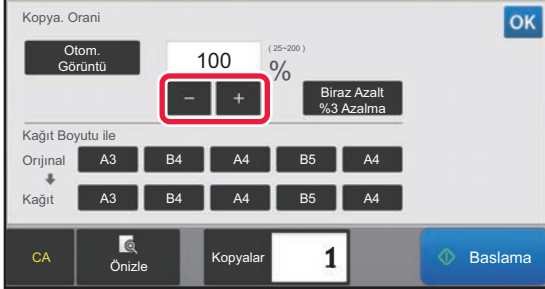 Kopya. Orani
OK
Otom.
Görüntü
100
( 25~200 )
%
− +
Biraz Azalt
%3 Azalma
Kağıt Boyutu ile
Orıjınal A3 B4 A4 B5 A4
Kağıt A3 B4 A4 B5 A4
CA
Önizle
Kopyalar 1
Baslama